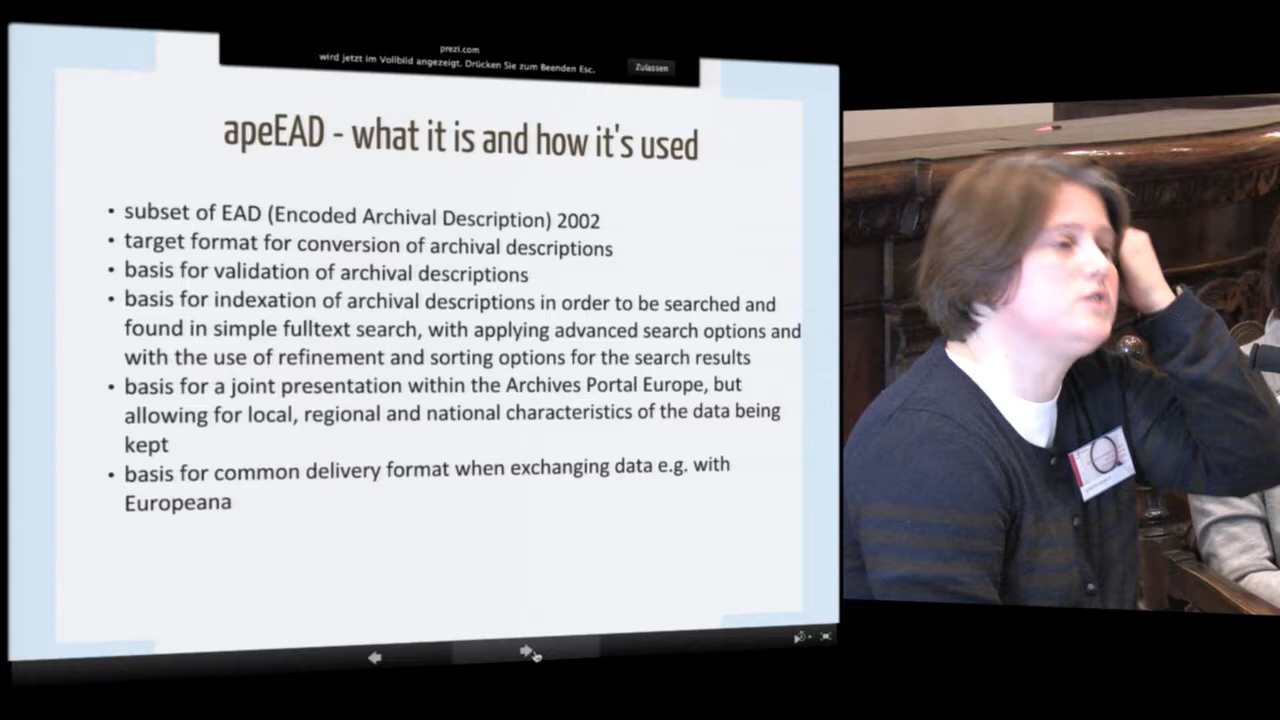 prezi.com
wird jetzt im Vollbild angezeigt. Drücken Sie zum Beenden Esc.
Zulassen
apeEAD - what it is and how it's used
• subset of EAD (Encoded Archival Description) 2002
• target format for conversion of archival descriptions
• basis for validation of archival descriptions
• basis for indexation of archival descriptions in order to be searched and
found in simple fulltext search, with applying advanced search options and
with the use of refinement and sorting options for the search results
• basis for a joint presentation within the Archives Portal Europe, but
allowing for local, regional and national characteristics of the data being
kept
• basis for common delivery format when exchanging data e.g. with
Europeana